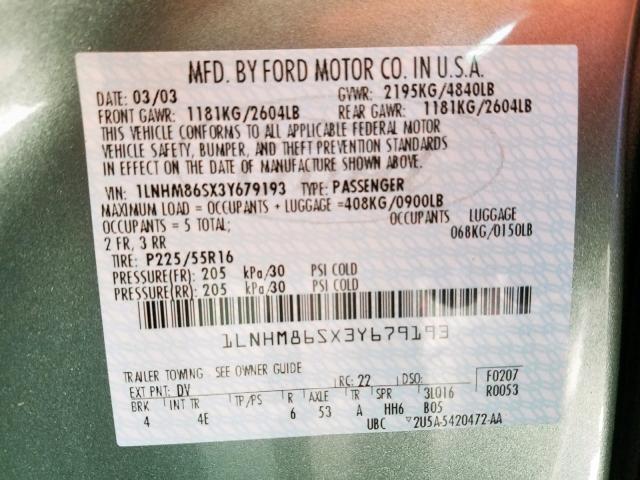 MFD. BY FORD MOTOR CO. IN U.S.A.
DATE: 03/03 GVWR: 2195KG/4840LB
FRONT GAWR: 1181KG/2604LB REAR GAWR: 1181KG/2604LB
THIS VEHICLE CONFORMS TO ALL APPLICABLE FEDERAL MOTOR
VEHICLE SAFETY, BUMPER, AND THEFT PREVENTION STANDARDS
IN EFFECT ON THE DATE OF MANUFACTURE SHOWN ABOVE.
VIN: 1LNHM86SX3Y679193 TYPE: PASSENGER
MAXIMUM LOAD = OCCUPANTS + LUGGAGE =408KG/0900LB
OCCUPANTS = 5 TOTAL; OCCUPANTS LUGGAGE
2 FR, 3 RR 068KG/0150LB
TIRE: P225/55R16
PRESSURE(FR): 205 kPa/30 PSI COLD
PRESSURE(RR): 205 kPa/30 PSI COLD
1LNHM86SX3Y679193
TRAILER TOWING SEE OWNER GUIDE
EXT PNT: DV RC: 22 DSO: F0207
BRK INT TR TP/PS R AXLE TR SPR 3L016 R0053
4 4E 6 53 A HH6 B05
UBC ▽2U5A-5420472-AA